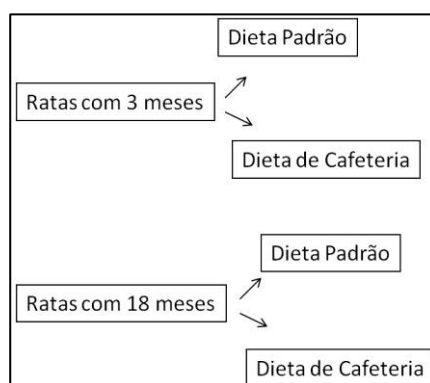 Dieta Padrão
Ratas com 3 meses
Dieta de Cafeteria
Dieta Padrão
Ratas com 18 meses
Dieta de Cafeteria